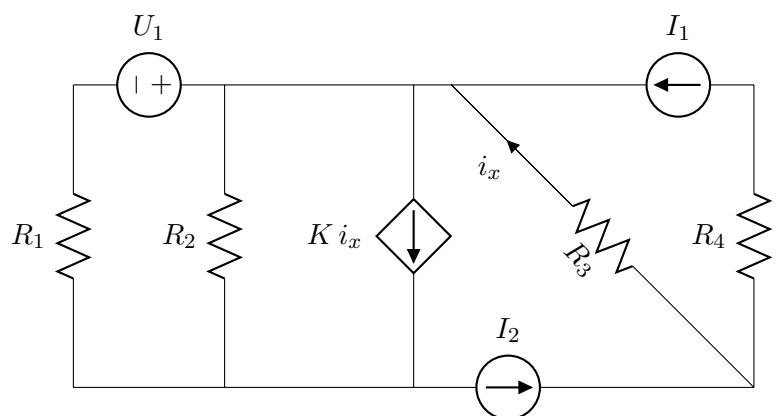 U₁
I₁
R₁
R₂
K iₓ
iₓ
R₃
R₄
I₂